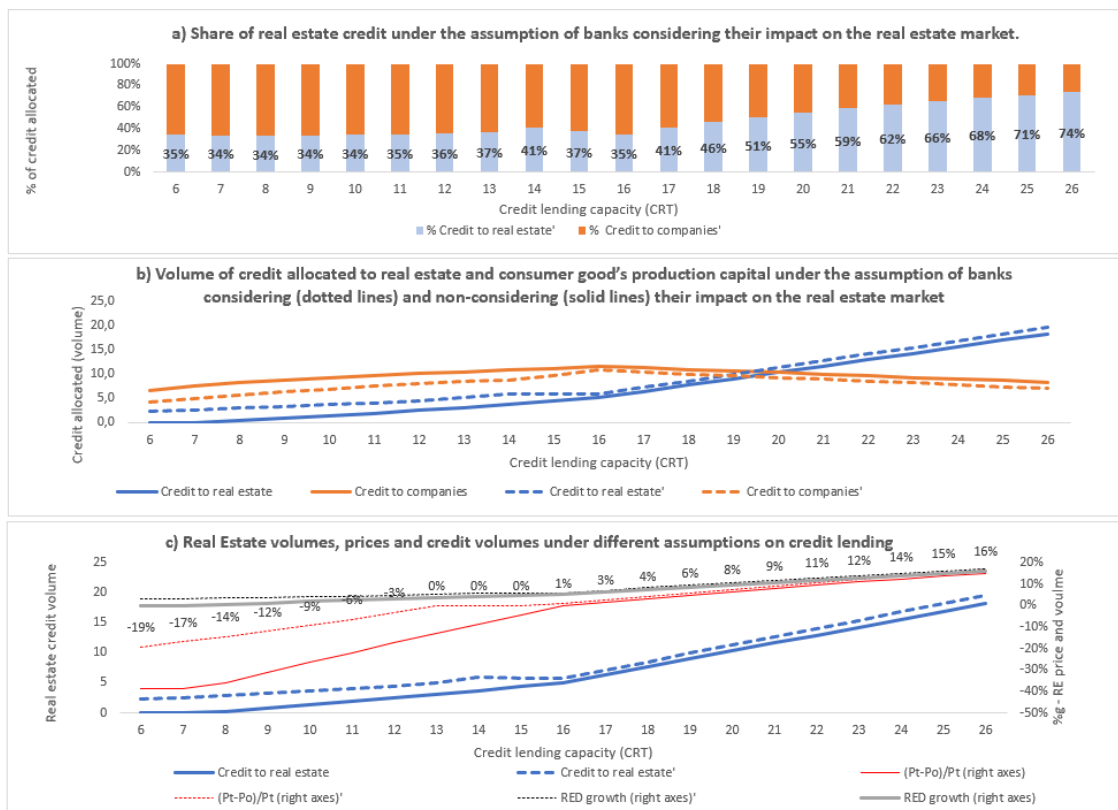 a) Share of real estate credit under the assumption of banks considering their impact on the real estate market.
% of credit allocated
100%
80%
60%
40%
20%
0%
35% 34% 34% 34% 34% 35% 36% 37% 41% 37% 35% 41% 46% 51% 55% 59% 62% 66% 68% 71% 74%
6 7 8 9 10 11 12 13 14 15 16 17 18 19 20 21 22 23 24 25 26
Credit lending capacity (CRT)
% Credit to real estate' % Credit to companies'
b) Volume of credit allocated to real estate and consumer good’s production capital under the assumption of banks
considering (dotted lines) and non-considering (solid lines) their impact on the real estate market
Credit allocated (volume)
25,0
20,0
15,0
10,0
5,0
0,0
6 7 8 9 10 11 12 13 14 15 16 17 18 19 20 21 22 23 24 25 26
Credit lending capacity (CRT)
Credit to real estate Credit to companies Credit to real estate' Credit to companies'
c) Real Estate volumes, prices and credit volumes under different assumptions on credit lending
Real estate credit volume
25
20
15
10
5
0
-19% -17% -14% -12% -9% -6% -3% 0% 0% 0% 1% 3% 4% 6% 8% 9% 11% 12% 14% 15% 16%
20%
10%
0%
-10%
-20%
-30%
-40%
-50%
%g - RE price and voulme
6 7 8 9 10 11 12 13 14 15 16 17 18 19 20 21 22 23 24 25 26
Credit lending capacity (CRT)
Credit to real estate Credit to real estate' (Pt-Po)/Pt (right axes)
(Pt-Po)/Pt (right axes)' RED growth (right axes)' RED growth (right axes)